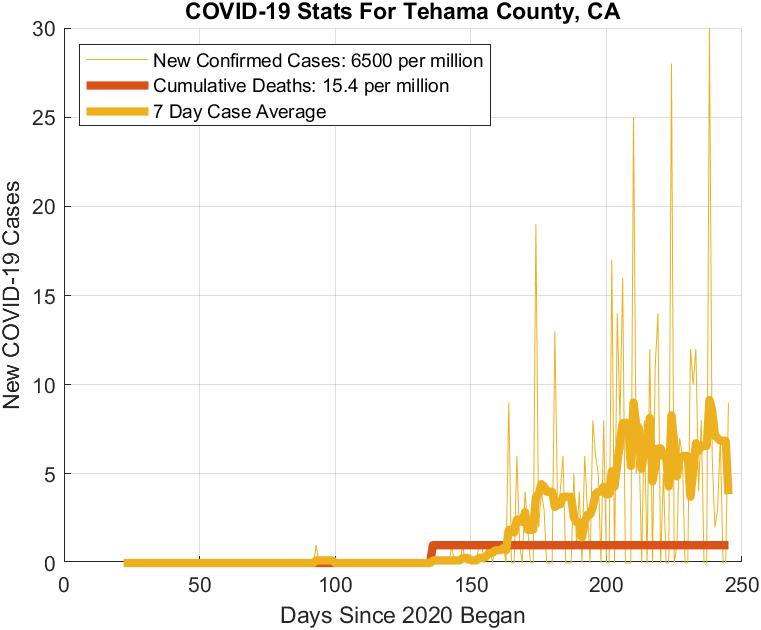 COVID-19 Stats For Tehama County, CA
30
New Confirmed Cases: 6500 per million
Cumulative Deaths: 15.4 per million
7 Day Case Average
25
20
15
10
5
0
New COVID-19 Cases
0 50 100 150 200 250
Days Since 2020 Began